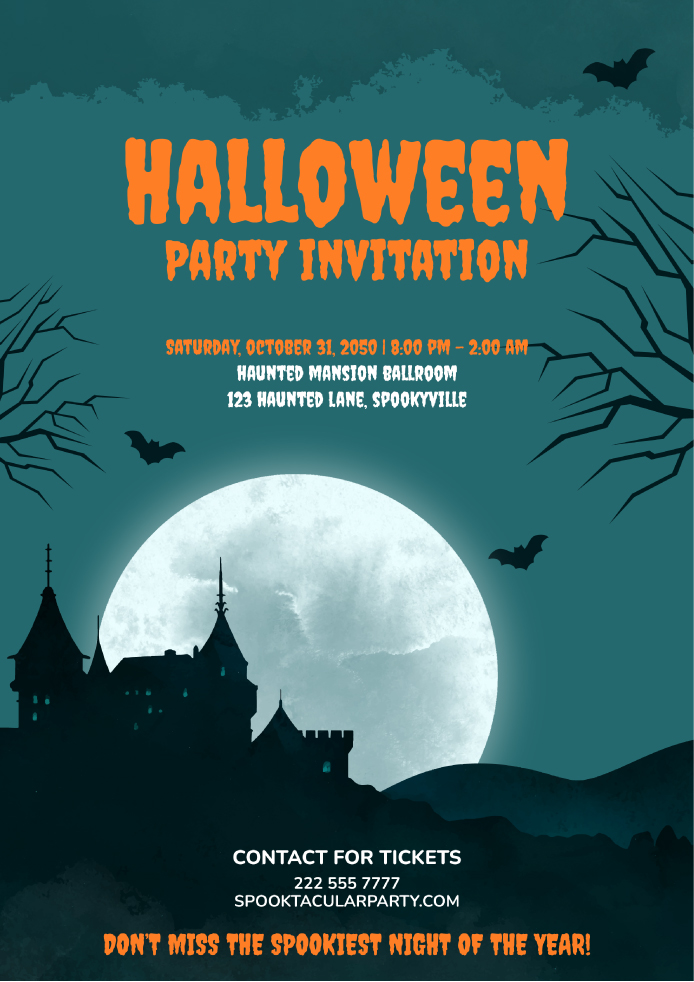 HALLOWEEN
PARTY INVITATION
SATURDAY, OCTOBER 31, 2050 | 8:00 PM – 2:00 AM
HAUNTED MANSION BALLROOM
123 HAUNTED LANE, SPOOKYVILLE
CONTACT FOR TICKETS
222 555 7777
SPOOKTACULARPARTY.COM
DON'T MISS THE SPOOKIEST NIGHT OF THE YEAR!